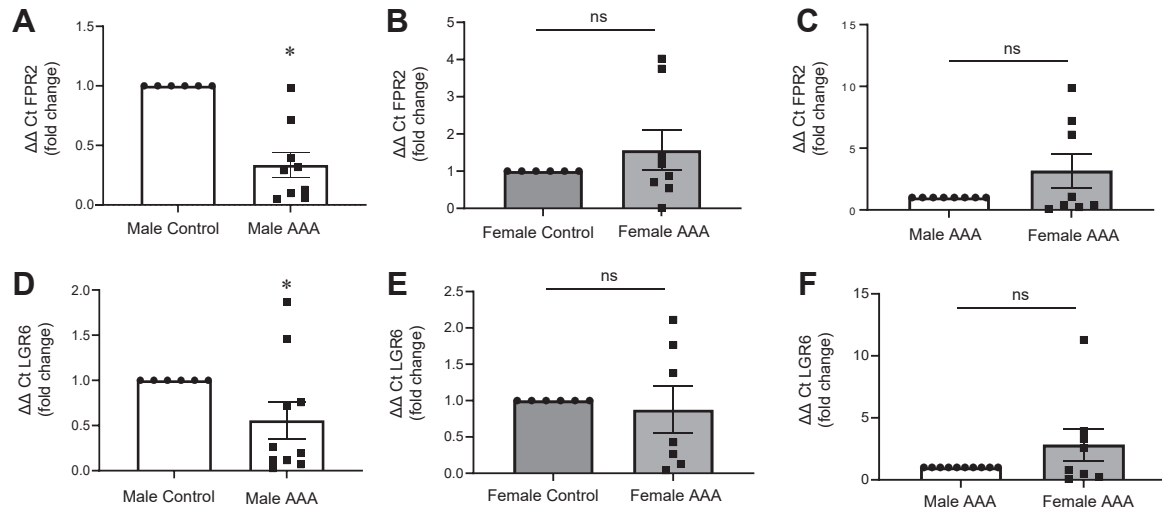 A
ΔΔ Ct FPR2
(fold change)
1.5
1.0
0.5
0.0
*
Male Control
Male AAA
B
ΔΔ Ct FPR2
(fold change)
5
4
3
2
1
0
ns
Female Control
Female AAA
C
ΔΔ Ct FPR2
(fold change)
15
10
5
0
ns
Male AAA
Female AAA
D
ΔΔ Ct LGR6
(fold change)
2.0
1.5
1.0
0.5
0.0
*
Male Control
Male AAA
E
ΔΔ Ct LGR6
(fold change)
2.5
2.0
1.5
1.0
0.5
0.0
ns
Female Control
Female AAA
F
ΔΔ Ct LGR6
(fold change)
15
10
5
0
ns
Male AAA
Female AAA